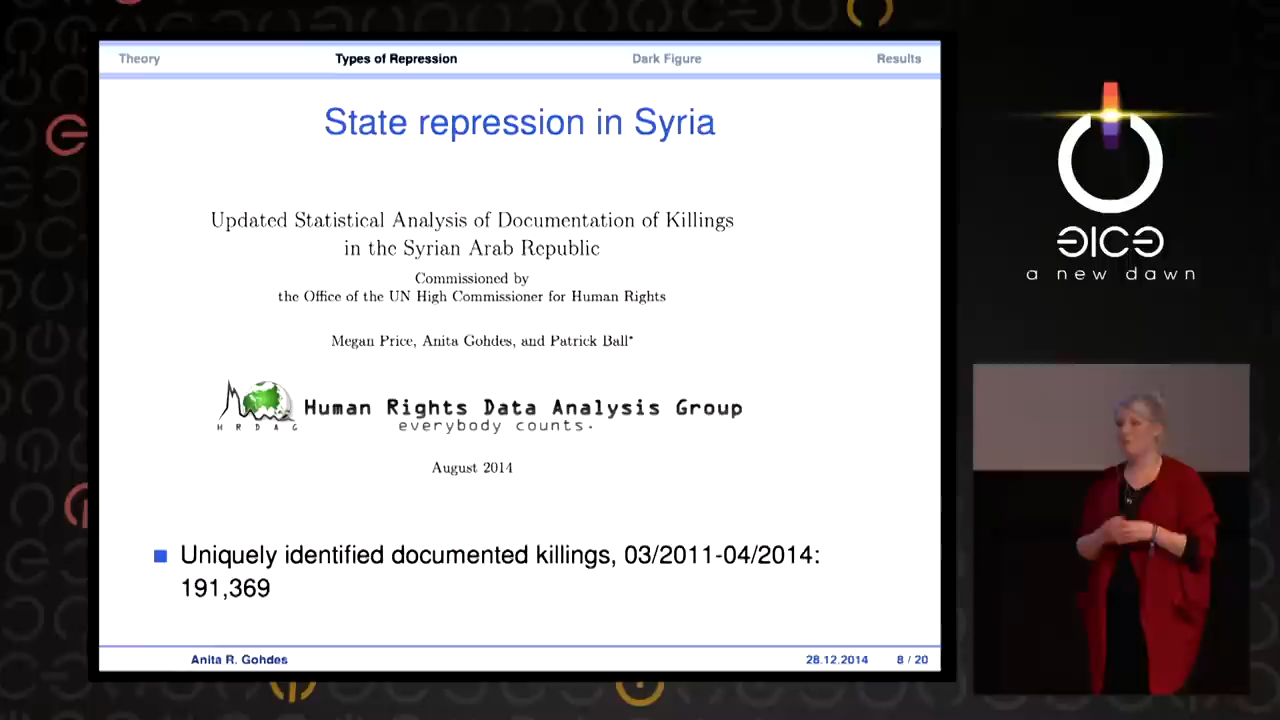 Theory
Types of Repression
Dark Figure
Results
State repression in Syria
Updated Statistical Analysis of Documentation of Killings
in the Syrian Arab Republic
Commissioned by
the Office of the UN High Commissioner for Human Rights
Megan Price, Anita Gohdes, and Patrick Ball*
Human Rights Data Analysis Group
H R D A G
everybody counts.
August 2014
Uniquely identified documented killings, 03/2011-04/2014:
191,369
Anita R. Gohdes
28.12.2014
8 / 20
a new dawn